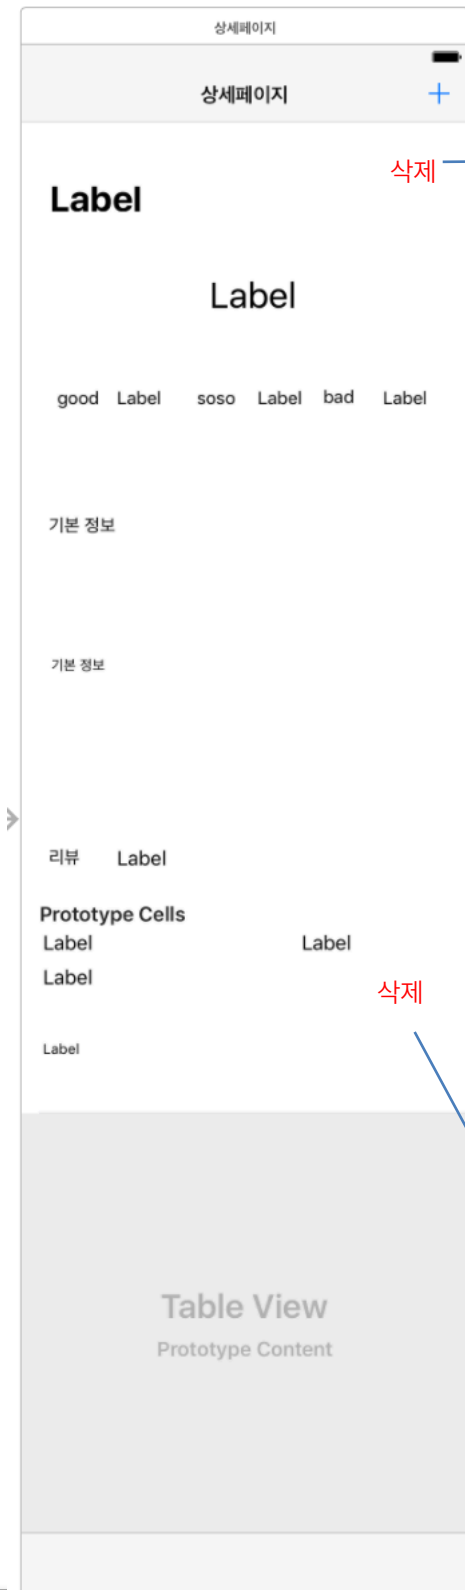 상세페이지
상세페이지 +
삭제
Label
Label
good Label soso Label bad Label
기본 정보
기본 정보
리뷰 Label
Prototype Cells
Label Label
Label
삭제
Label
Table View
Prototype Content